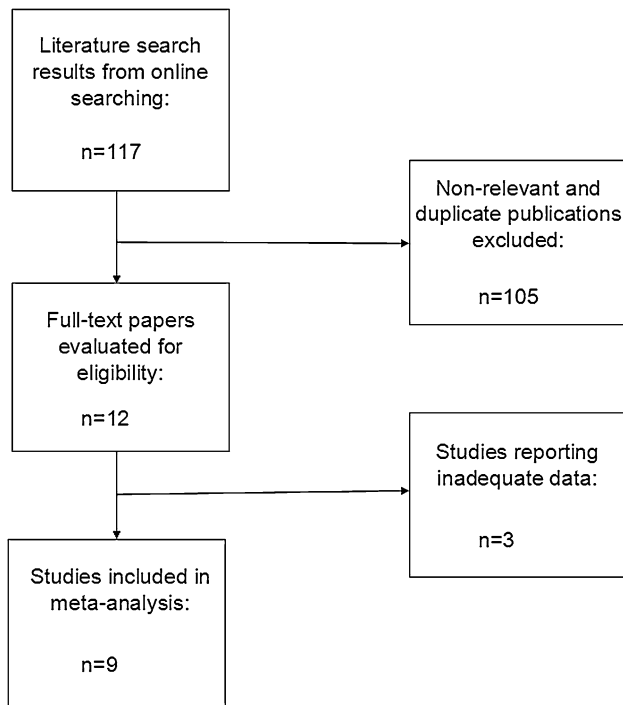 Literature search
results from online
searching:
n=117
Non-relevant and
duplicate publications
excluded:
n=105
Full-text papers
evaluated for
eligibility:
n=12
Studies reporting
inadequate data:
n=3
Studies included in
meta-analysis:
n=9